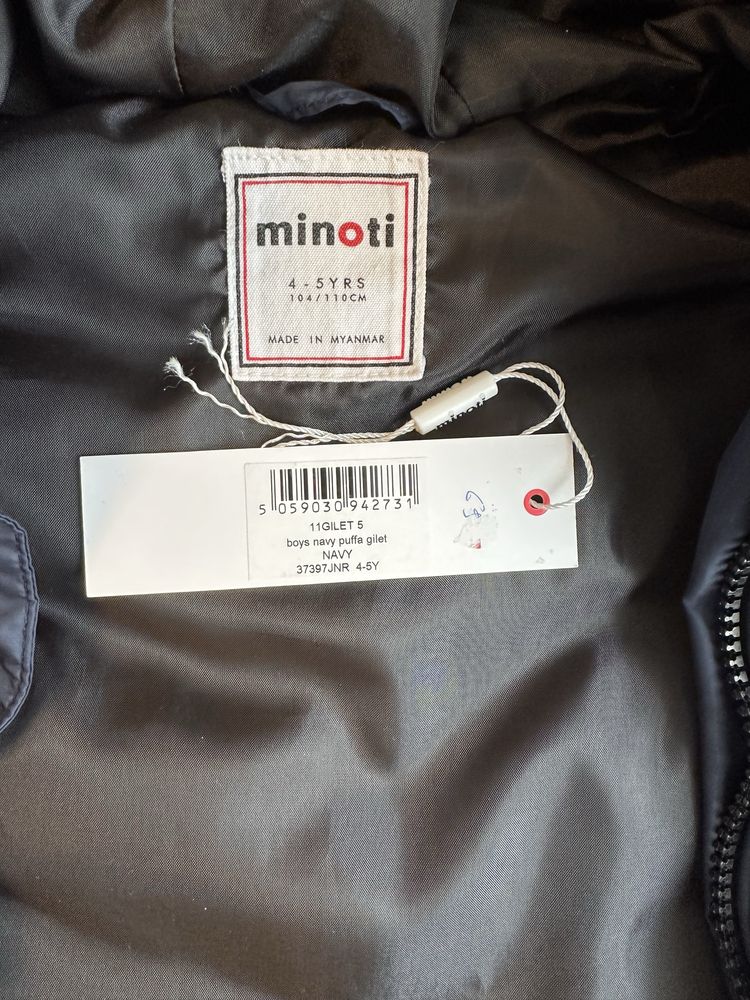 minoti
4 - 5YRS
104/110CM
MADE IN MYANMAR
minoti
5 059030 942731
11GILET 5
boys navy puffa gilet
NAVY
37397JNR 4-5Y